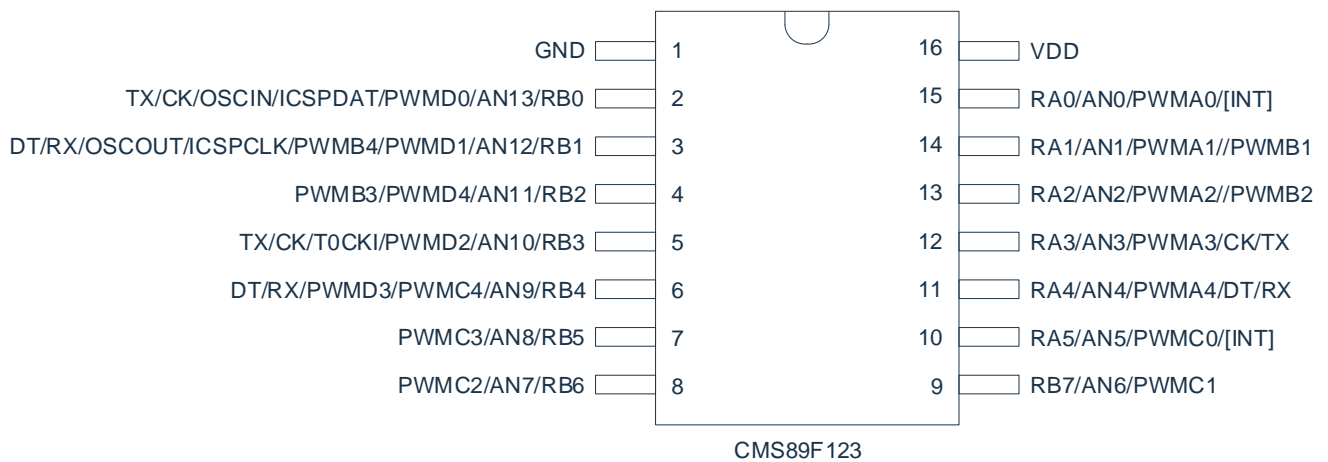 GND 1 16 VDD
TX/CK/OSCIN/ICSPDAT/PWMD0/AN13/RB0 2 15 RA0/AN0/PWMA0/[INT]
DT/RX/OSCOUT/ICSPCLK/PWMB4/PWMD1/AN12/RB1 3 14 RA1/AN1/PWMA1//PWMB1
PWMB3/PWMD4/AN11/RB2 4 13 RA2/AN2/PWMA2//PWMB2
TX/CK/T0CKI/PWMD2/AN10/RB3 5 12 RA3/AN3/PWMA3/CK/TX
DT/RX/PWMD3/PWMC4/AN9/RB4 6 11 RA4/AN4/PWMA4/DT/RX
PWMC3/AN8/RB5 7 10 RA5/AN5/PWMC0/[INT]
PWMC2/AN7/RB6 8 9 RB7/AN6/PWMC1
CMS89F123